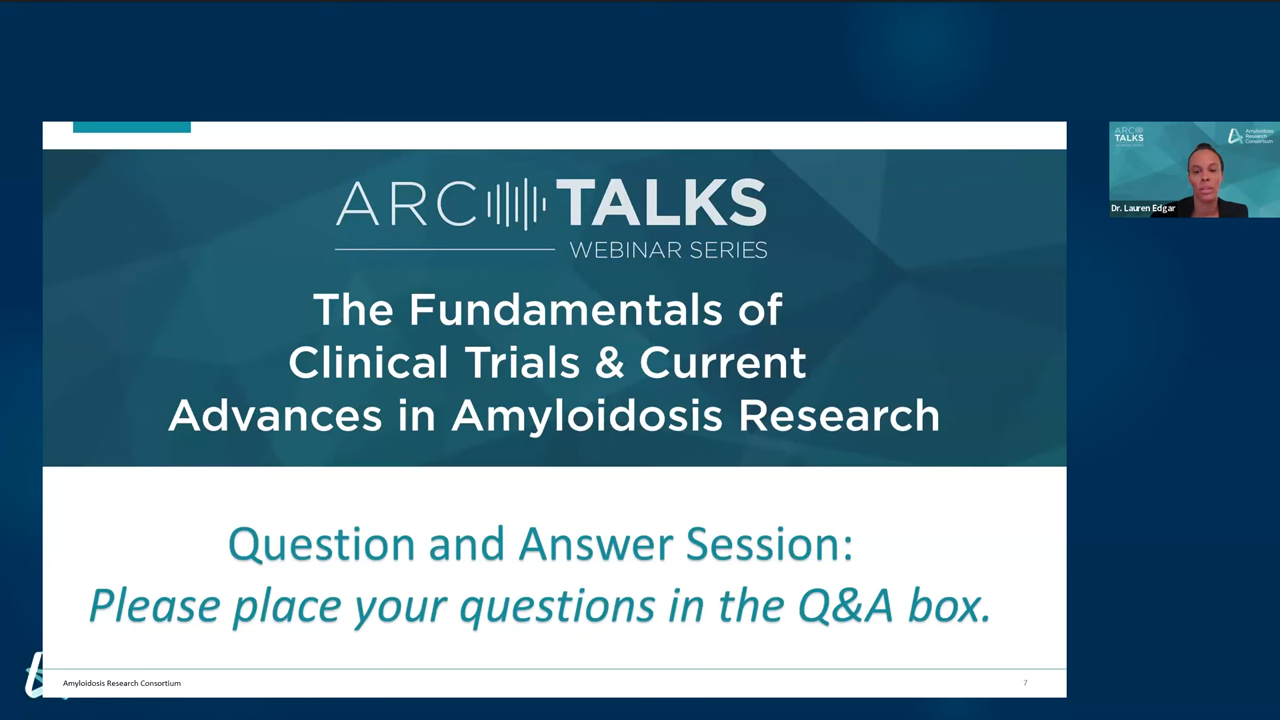 ARC TALKS
WEBINAR SERIES
The Fundamentals of
Clinical Trials & Current
Advances in Amyloidosis Research
Question and Answer Session:
Please place your questions in the Q&A box.
Amyloidosis Research Consortium
7
ARC
TALKS
Amyloidosis
Research
Consortium
Dr. Lauren Edgar